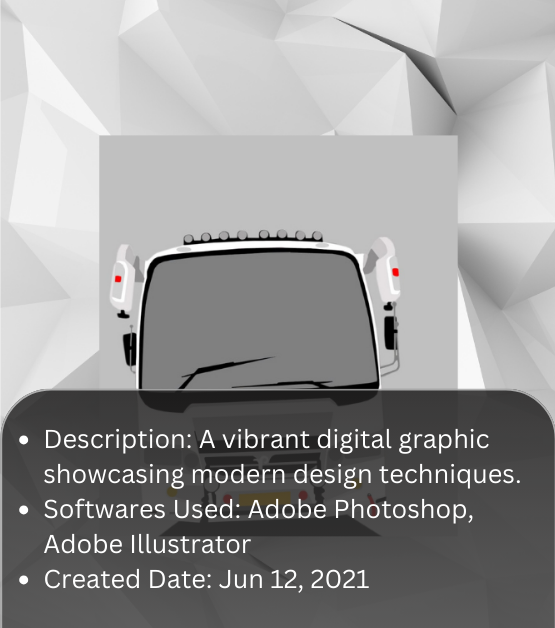 • Description: A vibrant digital graphic
showcasing modern design techniques.
• Softwares Used: Adobe Photoshop,
Adobe Illustrator
• Created Date: Jun 12, 2021